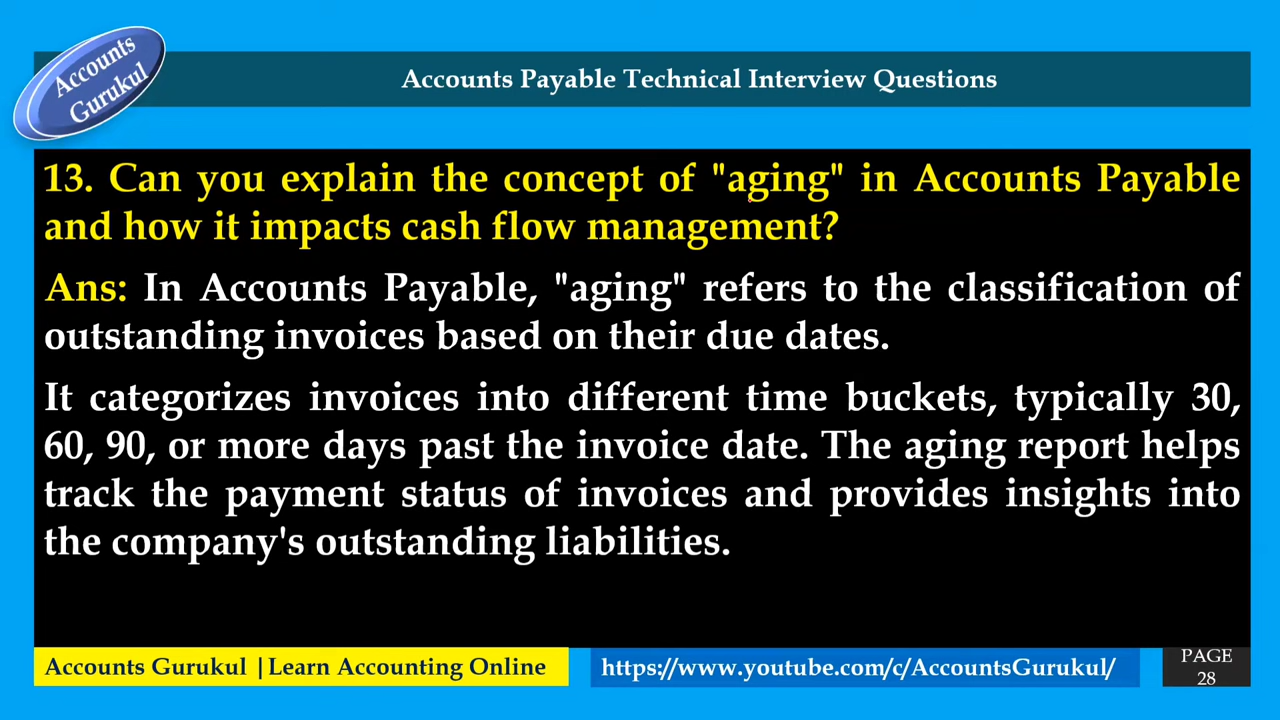 Accounts
Gurukul
Accounts Payable Technical Interview Questions
13. Can you explain the concept of "aging" in Accounts Payable
and how it impacts cash flow management?
Ans: In Accounts Payable, "aging" refers to the classification of
outstanding invoices based on their due dates.
It categorizes invoices into different time buckets, typically 30,
60, 90, or more days past the invoice date. The aging report helps
track the payment status of invoices and provides insights into
the company's outstanding liabilities.
Accounts Gurukul |Learn Accounting Online
https://www.youtube.com/c/AccountsGurukul/
PAGE
28